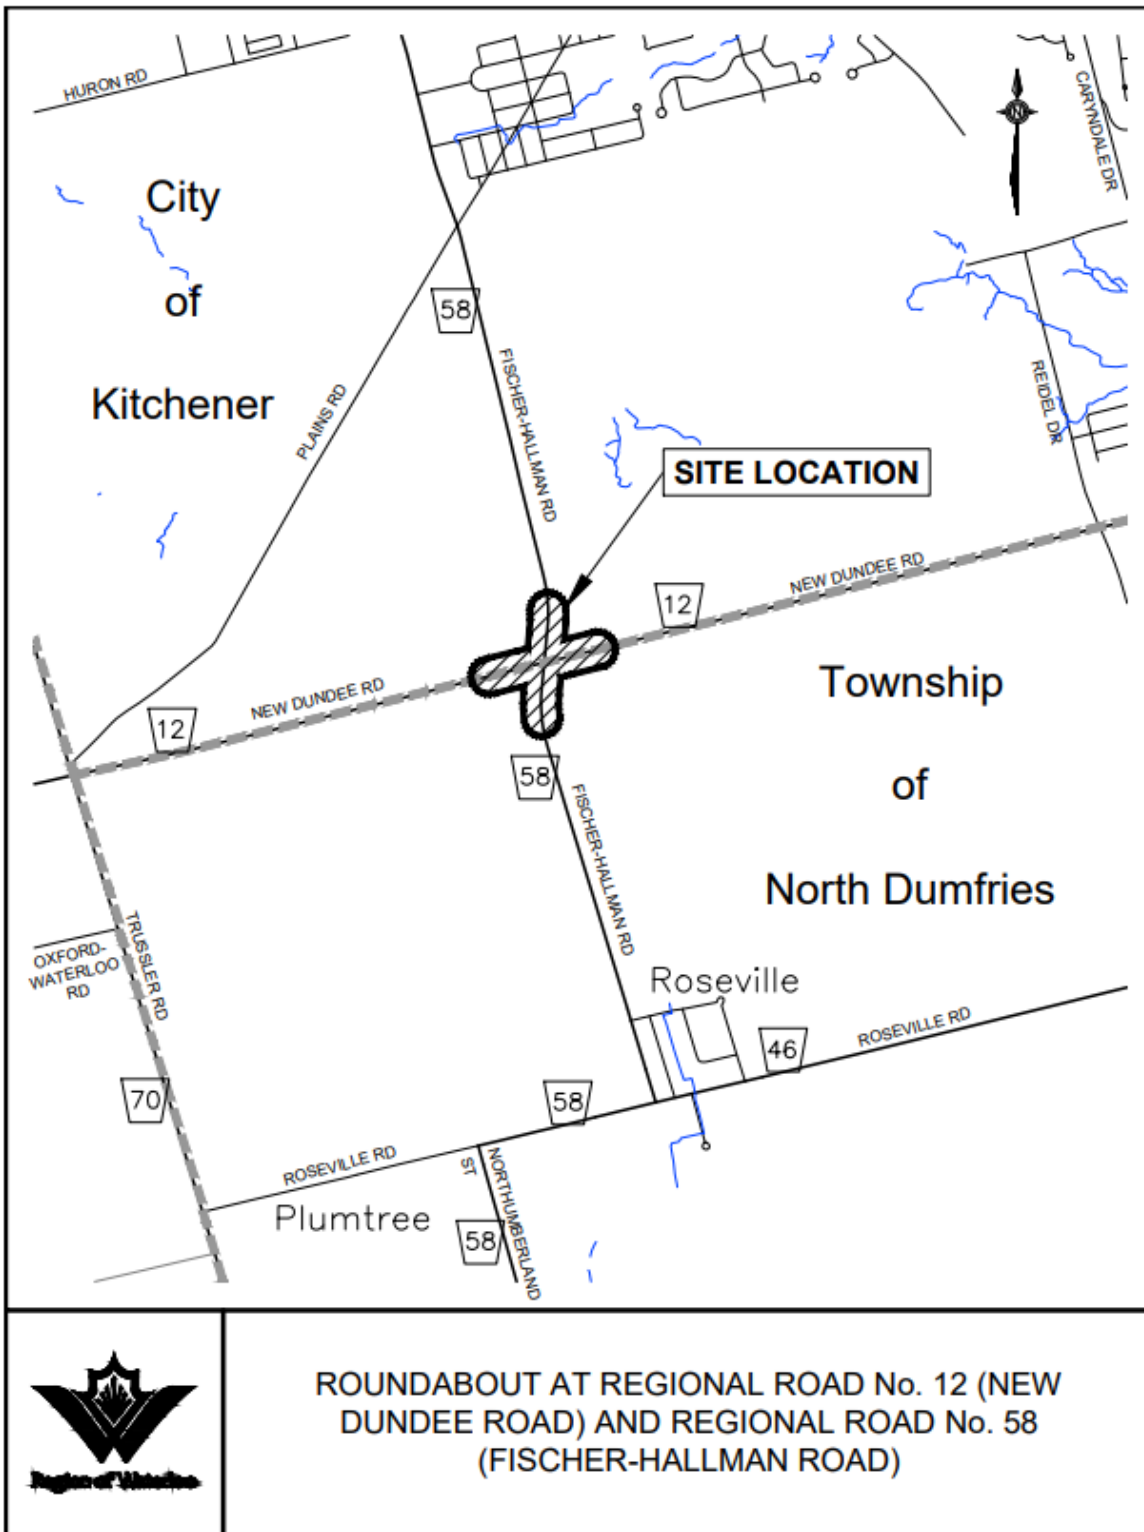 HURON RD
CARYNDALE DR
N
City
of
Kitchener
58
FISCHER-HALLMAN RD
PLAINS RD
REIDEL DR
SITE LOCATION
12
NEW DUNDEE RD
NEW DUNDEE RD
12
Township
of
North Dumfries
58
FISCHER-HALLMAN RD
TRUSSLER RD
OXFORD-
WATERLOO
RD
Roseville
ROSEVILLE RD
46
70
58
ROSEVILLE RD
NORTHUMBERLAND
ST
Plumtree
58
Region of Waterloo
ROUNDABOUT AT REGIONAL ROAD No. 12 (NEW
DUNDEE ROAD) AND REGIONAL ROAD No. 58
(FISCHER-HALLMAN ROAD)